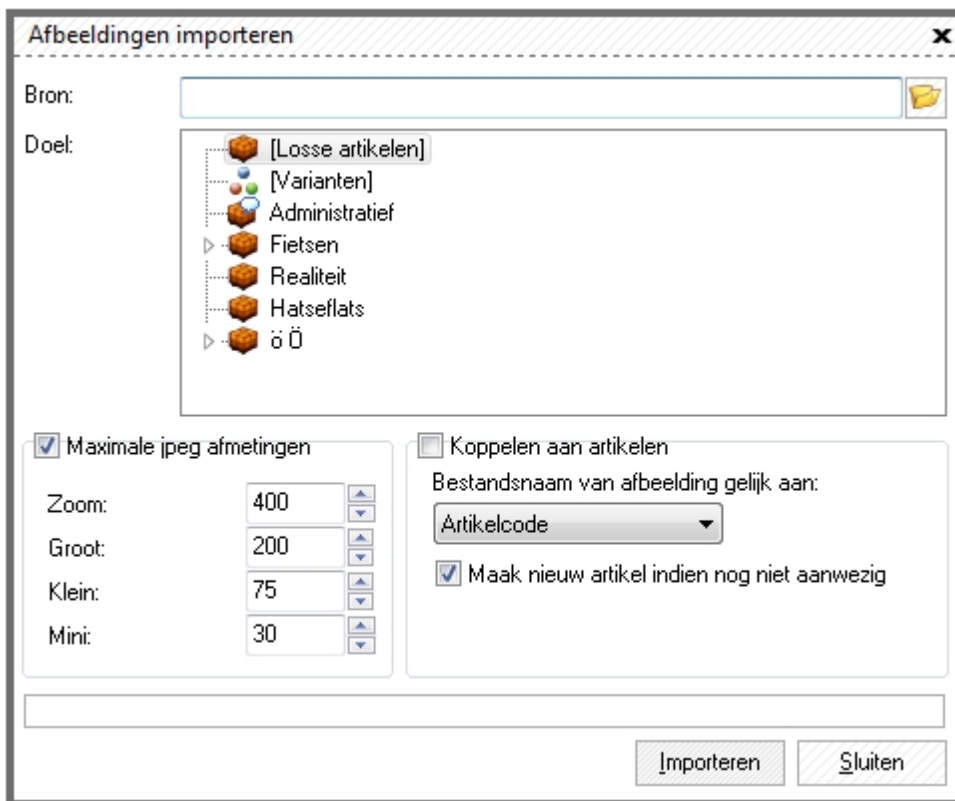 Afbeeldingen importeren
Bron:
Doel:
[Losse artikelen]
[Varianten]
Administratief
Fietsen
Realiteit
Hatseflats
ö Ö
Maximale jpeg afmetingen
Zoom: 400
Groot: 200
Klein: 75
Mini: 30
Koppelen aan artikelen
Bestandsnaam van afbeelding gelijk aan:
Artikelcode
Maak nieuw artikel indien nog niet aanwezig
Importeren Sluiten